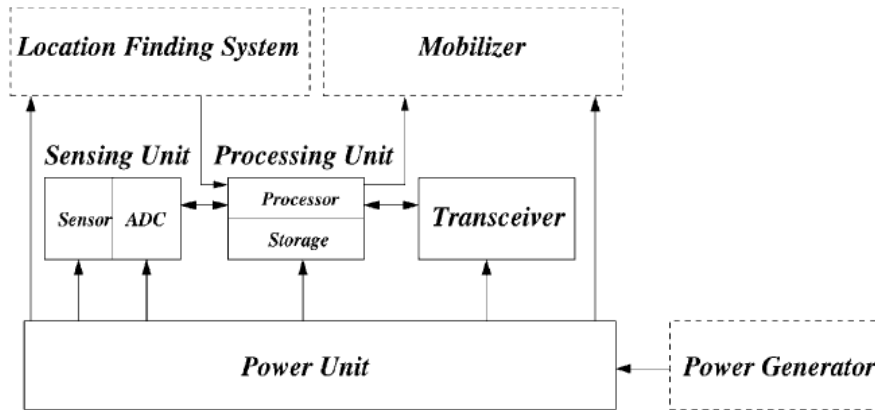 Location Finding System
Mobilizer
Sensing Unit
Processing Unit
Sensor
ADC
Processor
Storage
Transceiver
Power Unit
Power Generator